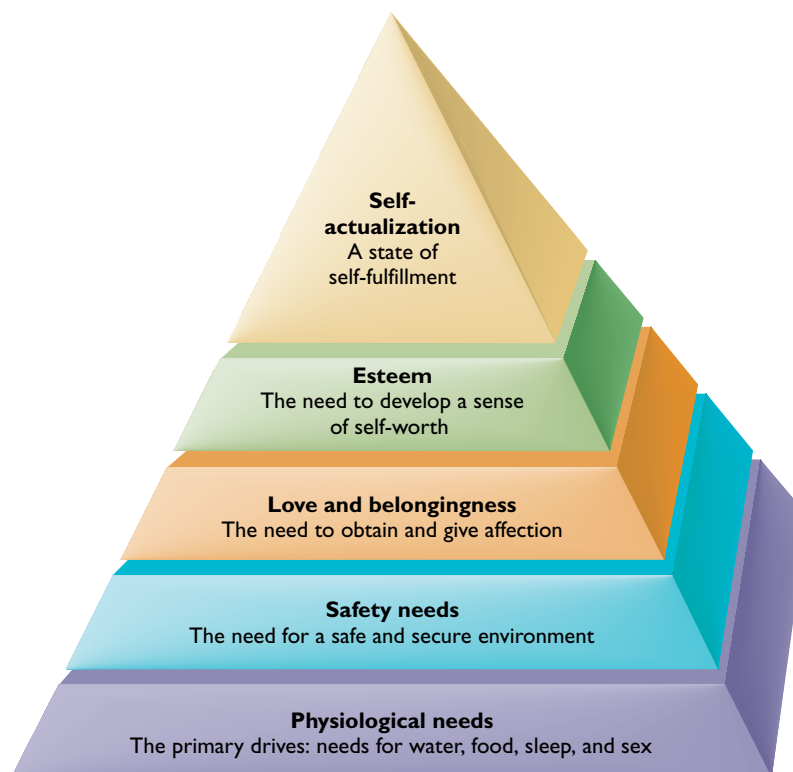 Self-
actualization
A state of
self-fulfillment
Esteem
The need to develop a sense
of self-worth
Love and belongingness
The need to obtain and give affection
Safety needs
The need for a safe and secure environment
Physiological needs
The primary drives: needs for water, food, sleep, and sex